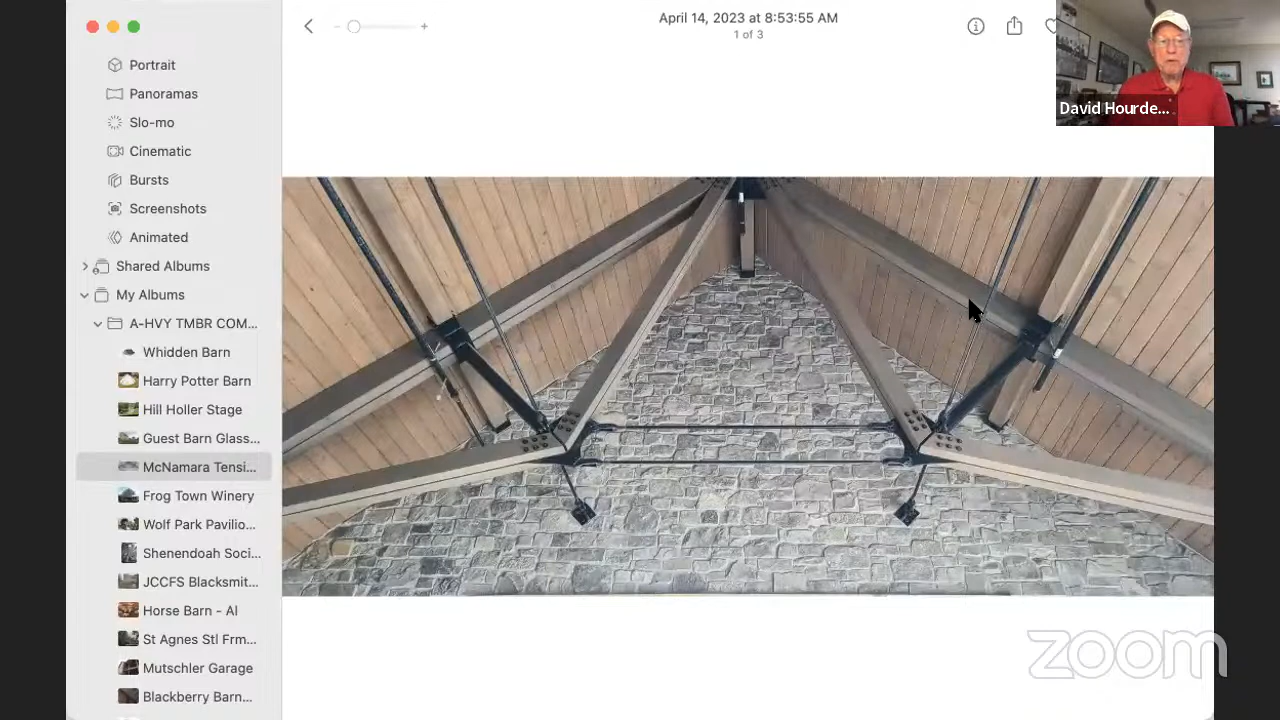 April 14, 2023 at 8:53:55 AM
1 of 3
David Hourde...
Portrait
Panoramas
Slo-mo
Cinematic
Bursts
Screenshots
Animated
Shared Albums
My Albums
A-HVY TMBR COM...
Whidden Barn
Harry Potter Barn
Hill Holler Stage
Guest Barn Glass...
McNamara Tensi...
Frog Town Winery
Wolf Park Pavilio...
Shenendoah Soci...
JCCFS Blacksmit...
Horse Barn - Al
St Agnes Stl Frm...
Mutschler Garage
Blackberry Barn...
zoom